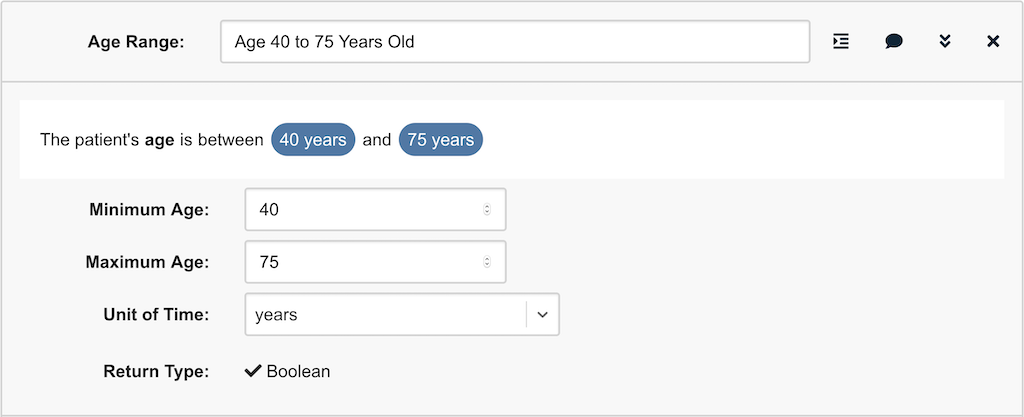 Age Range: Age 40 to 75 Years Old
The patient's age is between 40 years and 75 years
Minimum Age: 40
Maximum Age: 75
Unit of Time: years
Return Type: Boolean